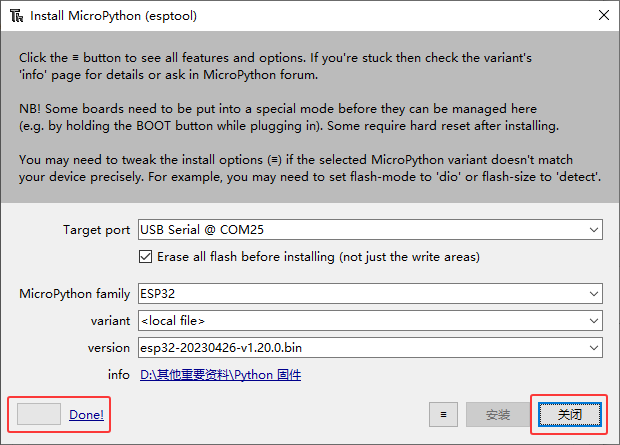 Install MicroPython (esptool)
Click the ≡ button to see all features and options. If you're stuck then check the variant's
'info' page for details or ask in MicroPython forum.
NB! Some boards need to be put into a special mode before they can be managed here
(e.g. by holding the BOOT button while plugging in). Some require hard reset after installing.
You may need to tweak the install options (≡) if the selected MicroPython variant doesn't match
your device precisely. For example, you may need to set flash-mode to 'dio' or flash-size to 'detect'.
Target port USB Serial @ COM25
Erase all flash before installing (not just the write areas)
MicroPython family ESP32
variant <local file>
version esp32-20230426-v1.20.0.bin
info D:\其他重要资料\Python 固件
Done! ≡ 安装 关闭